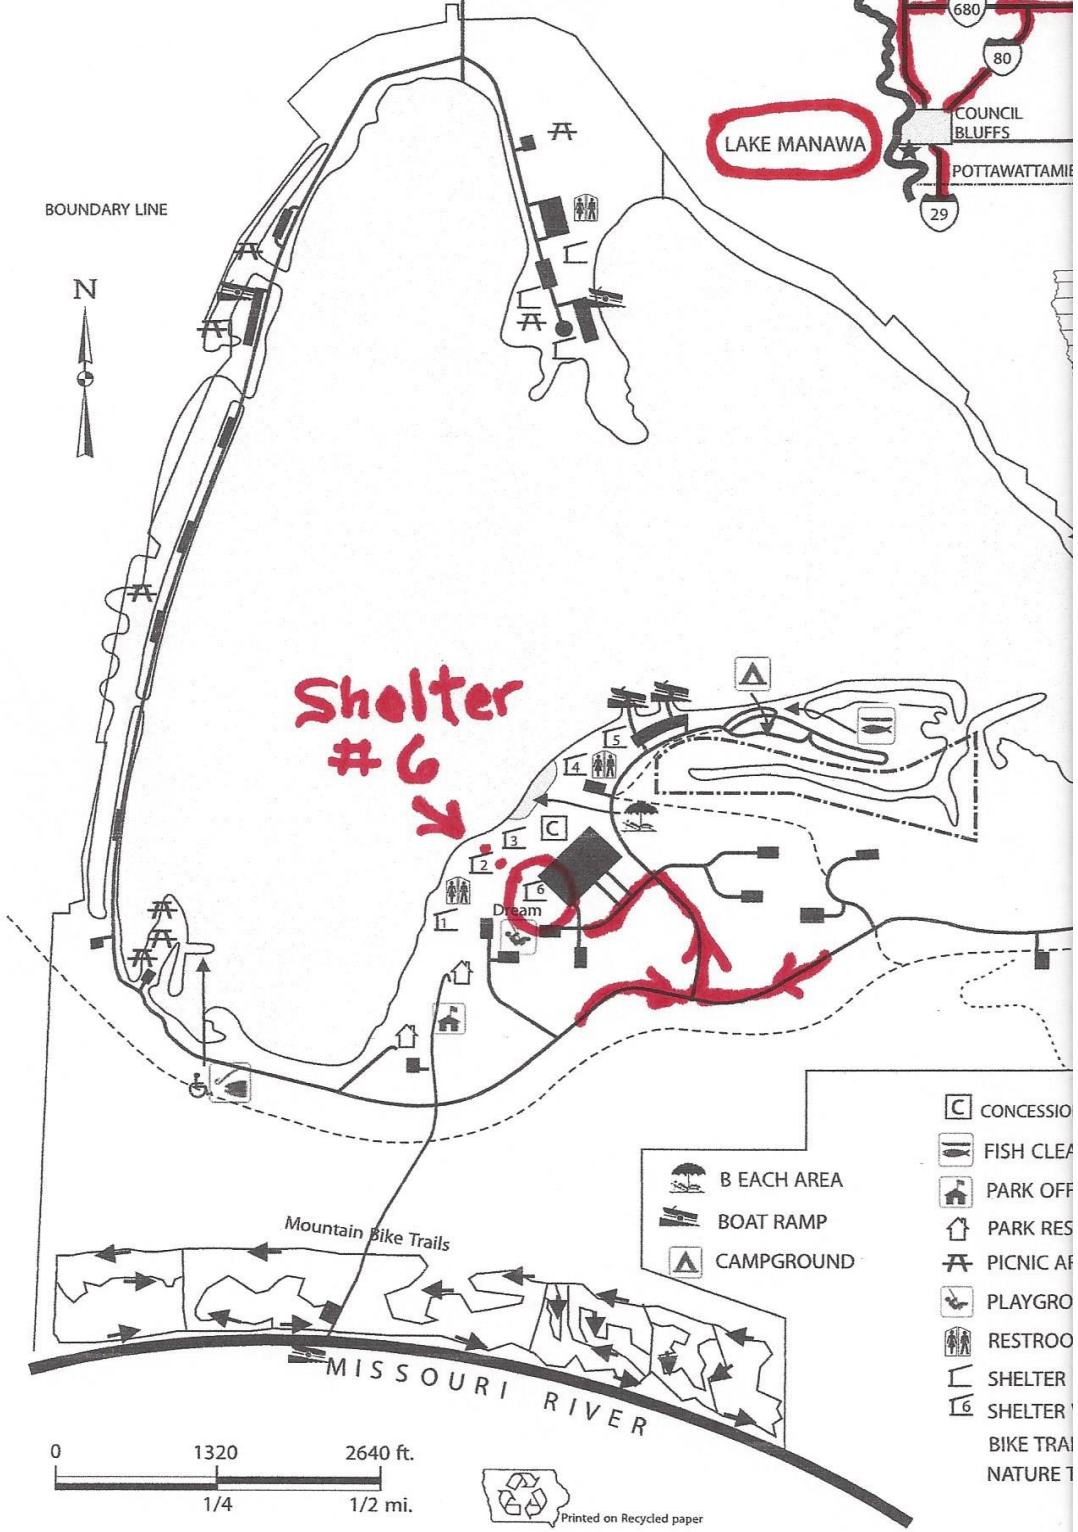 680
80
COUNCIL
BLUFFS
LAKE MANAWA
POTTAWATTAMIE
29
BOUNDARY LINE
N
Shelter
# 6
5
4
C
3
2
6
Dream
1
C CONCESSIO
FISH CLEA
PARK OFF
PARK RES
PICNIC AR
PLAYGRO
RESTROO
SHELTER
6 SHELTER
BIKE TRAI
NATURE T
B EACH AREA
BOAT RAMP
CAMPGROUND
Mountain Bike Trails
MISSOURI RIVER
0 1320 2640 ft.
1/4 1/2 mi.
Printed on Recycled paper